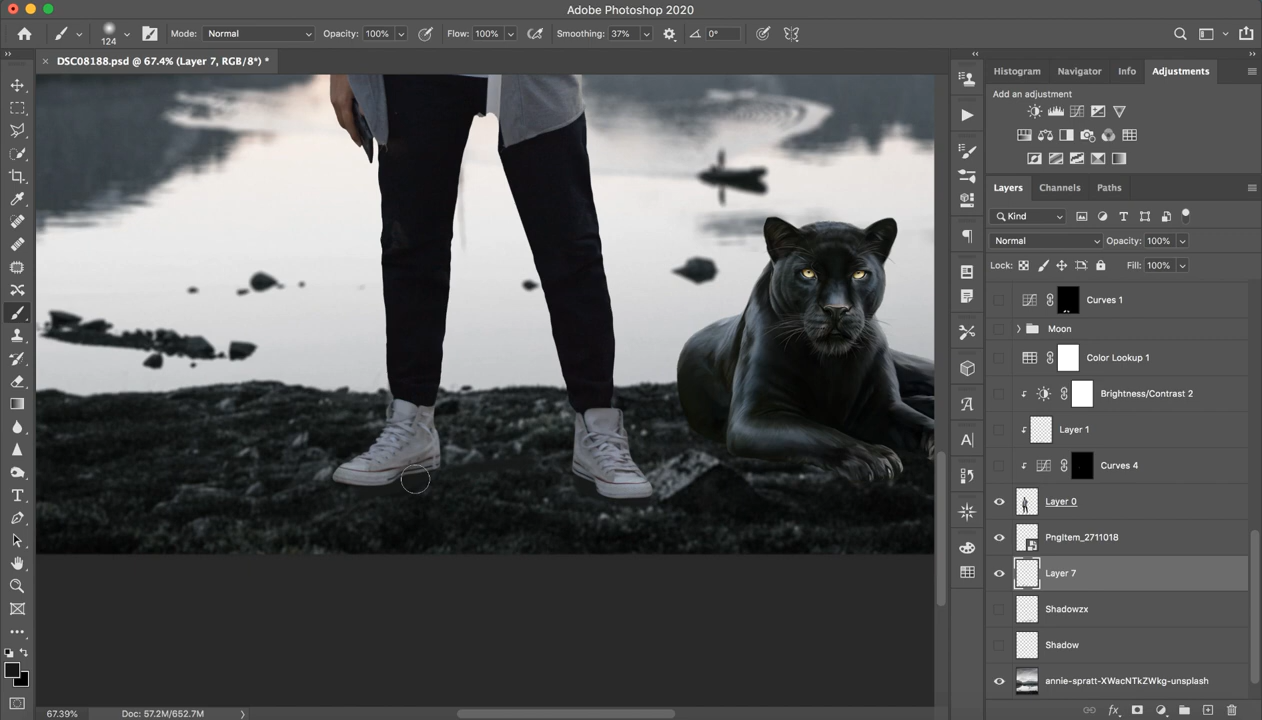 Adobe Photoshop 2020
124
Mode: Normal
Opacity: 100%
Flow: 100%
Smoothing: 37%
0°
DSC08188.psd @ 67.4% (Layer 7, RGB/8*) *
Histogram
Navigator
Info
Adjustments
Add an adjustment
Layers
Channels
Paths
Kind
Normal
Opacity: 100%
Lock:
Fill: 100%
Curves 1
Moon
Color Lookup 1
Brightness/Contrast 2
Layer 1
Curves 4
Layer 0
PngItem_2711018
Layer 7
Shadowzx
Shadow
annie-spratt-XWacNTkZWkg-unsplash
67.39%
Doc: 57.2M/652.7M